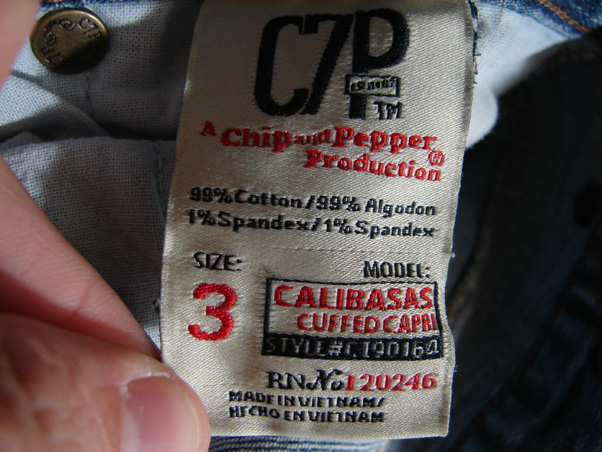 C7P
TM
A Chip and Pepper®
Production
99% Cotton/99% Algodon
1% Spandex/1% Spandex
SIZE:
3
MODEL:
CALIBASAS
CUFFED CAPRI
STYLE# C190164
RN No 120246
MADE IN VIETNAM/
HECHO EN VIETNAM